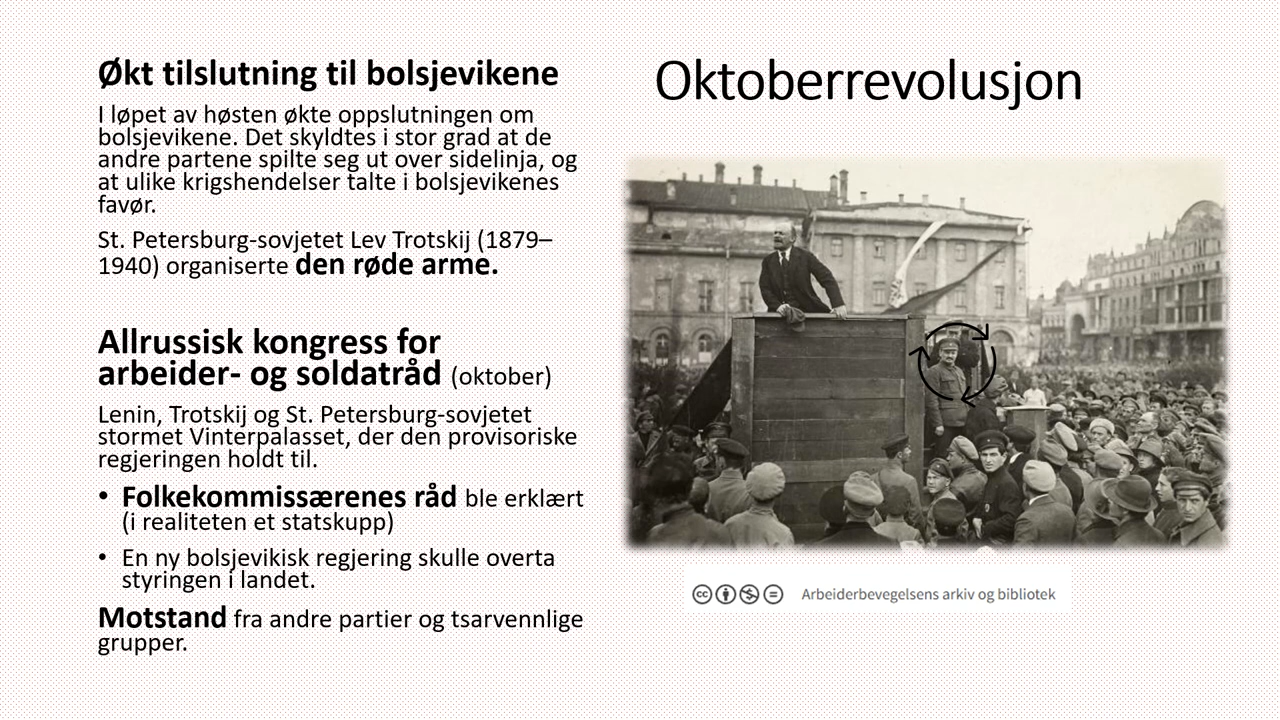 Økt tilslutning til bolsjevikene
I løpet av høsten økte oppslutningen om
bolsjevikene. Det skyldtes i stor grad at de
andre partene spilte seg ut over sidelinja, og
at ulike krigshendelser talte i bolsjevikenes
favør.
St. Petersburg-sovjetet Lev Trotskij (1879–
1940) organiserte den røde arme.
Allrussisk kongress for
arbeider- og soldatråd (oktober)
Lenin, Trotskij og St. Petersburg-sovjetet
stormet Vinterpalasset, der den provisoriske
regjeringen holdt til.
• Folkekommissærenes råd ble erklært
(i realiteten et statskupp)
• En ny bolsjevikisk regjering skulle overta
styringen i landet.
Motstand fra andre partier og tsarvennlige
grupper.
Oktoberrevolusjon
cc Arbeiderbevegelsens arkiv og bibliotek